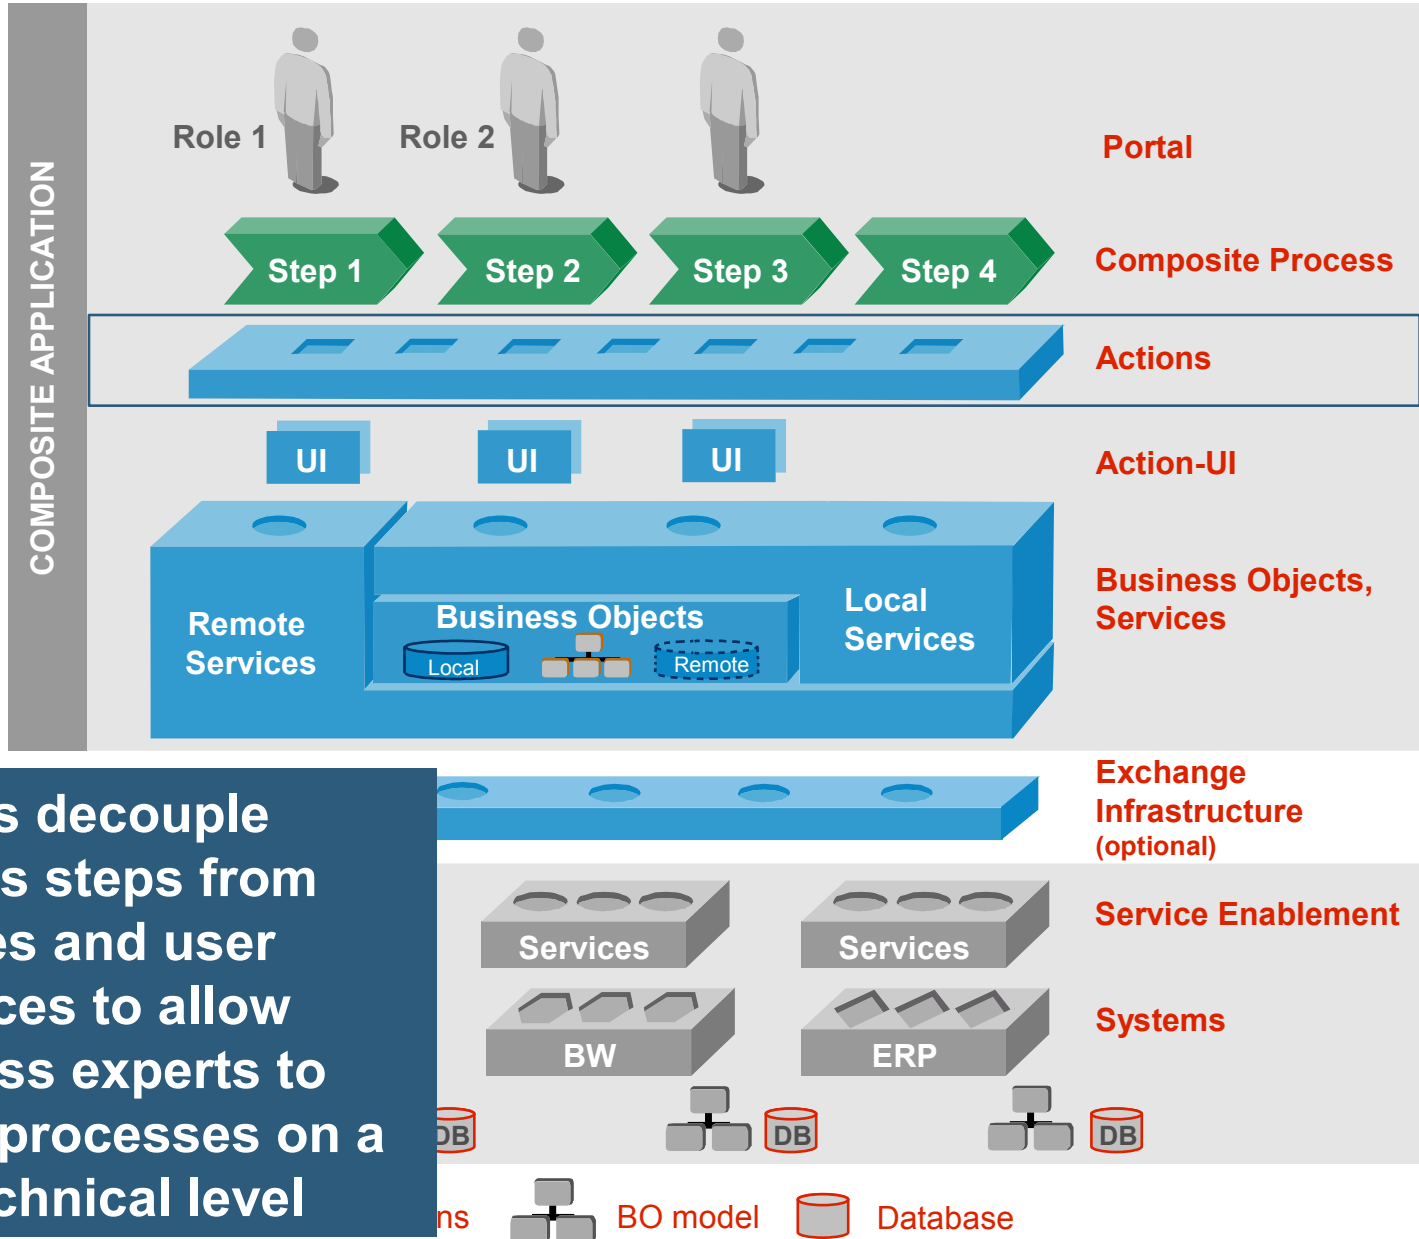 COMPOSITE APPLICATION
Role 1
Role 2
Portal
Step 1
Step 2
Step 3
Step 4
Composite Process
Actions
UI
UI
UI
Action-UI
Remote
Services
Business Objects
Local
Remote
Local
Services
Business Objects,
Services
Exchange
Infrastructure
(optional)
s decouple
s steps from
es and user
ces to allow
ss experts to
processes on a
chnical level
Services
Services
Service Enablement
BW
ERP
Systems
DB
DB
DB
ns
BO model
Database